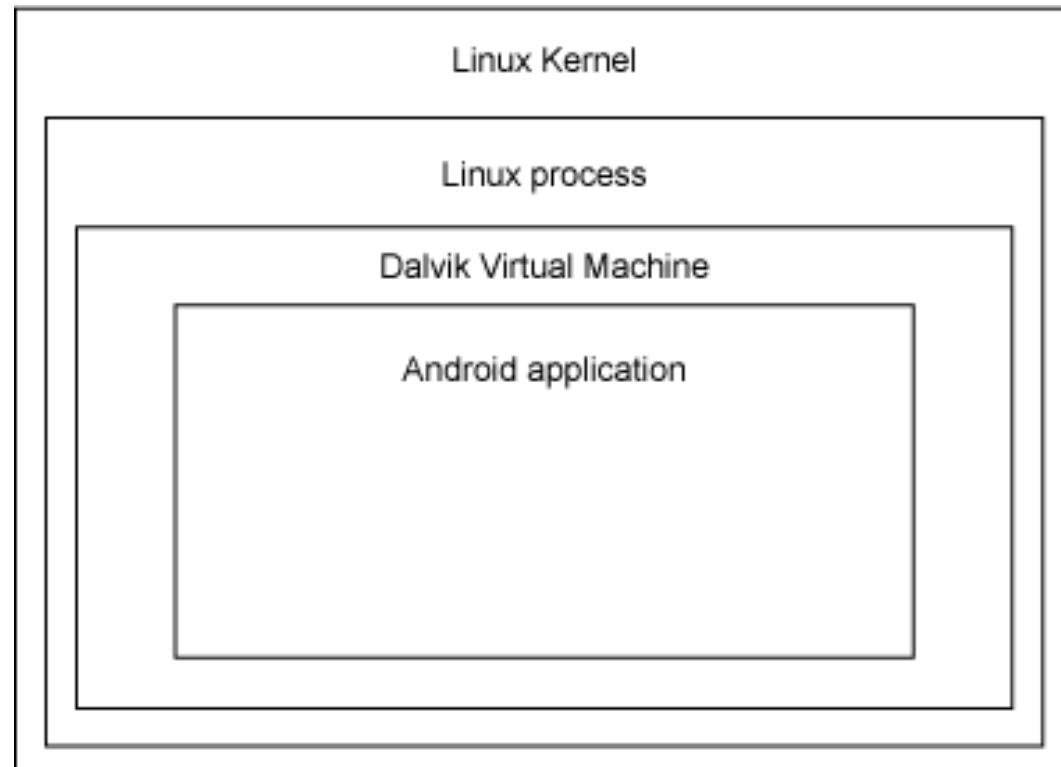 Linux Kernel
Linux process
Dalvik Virtual Machine
Android application